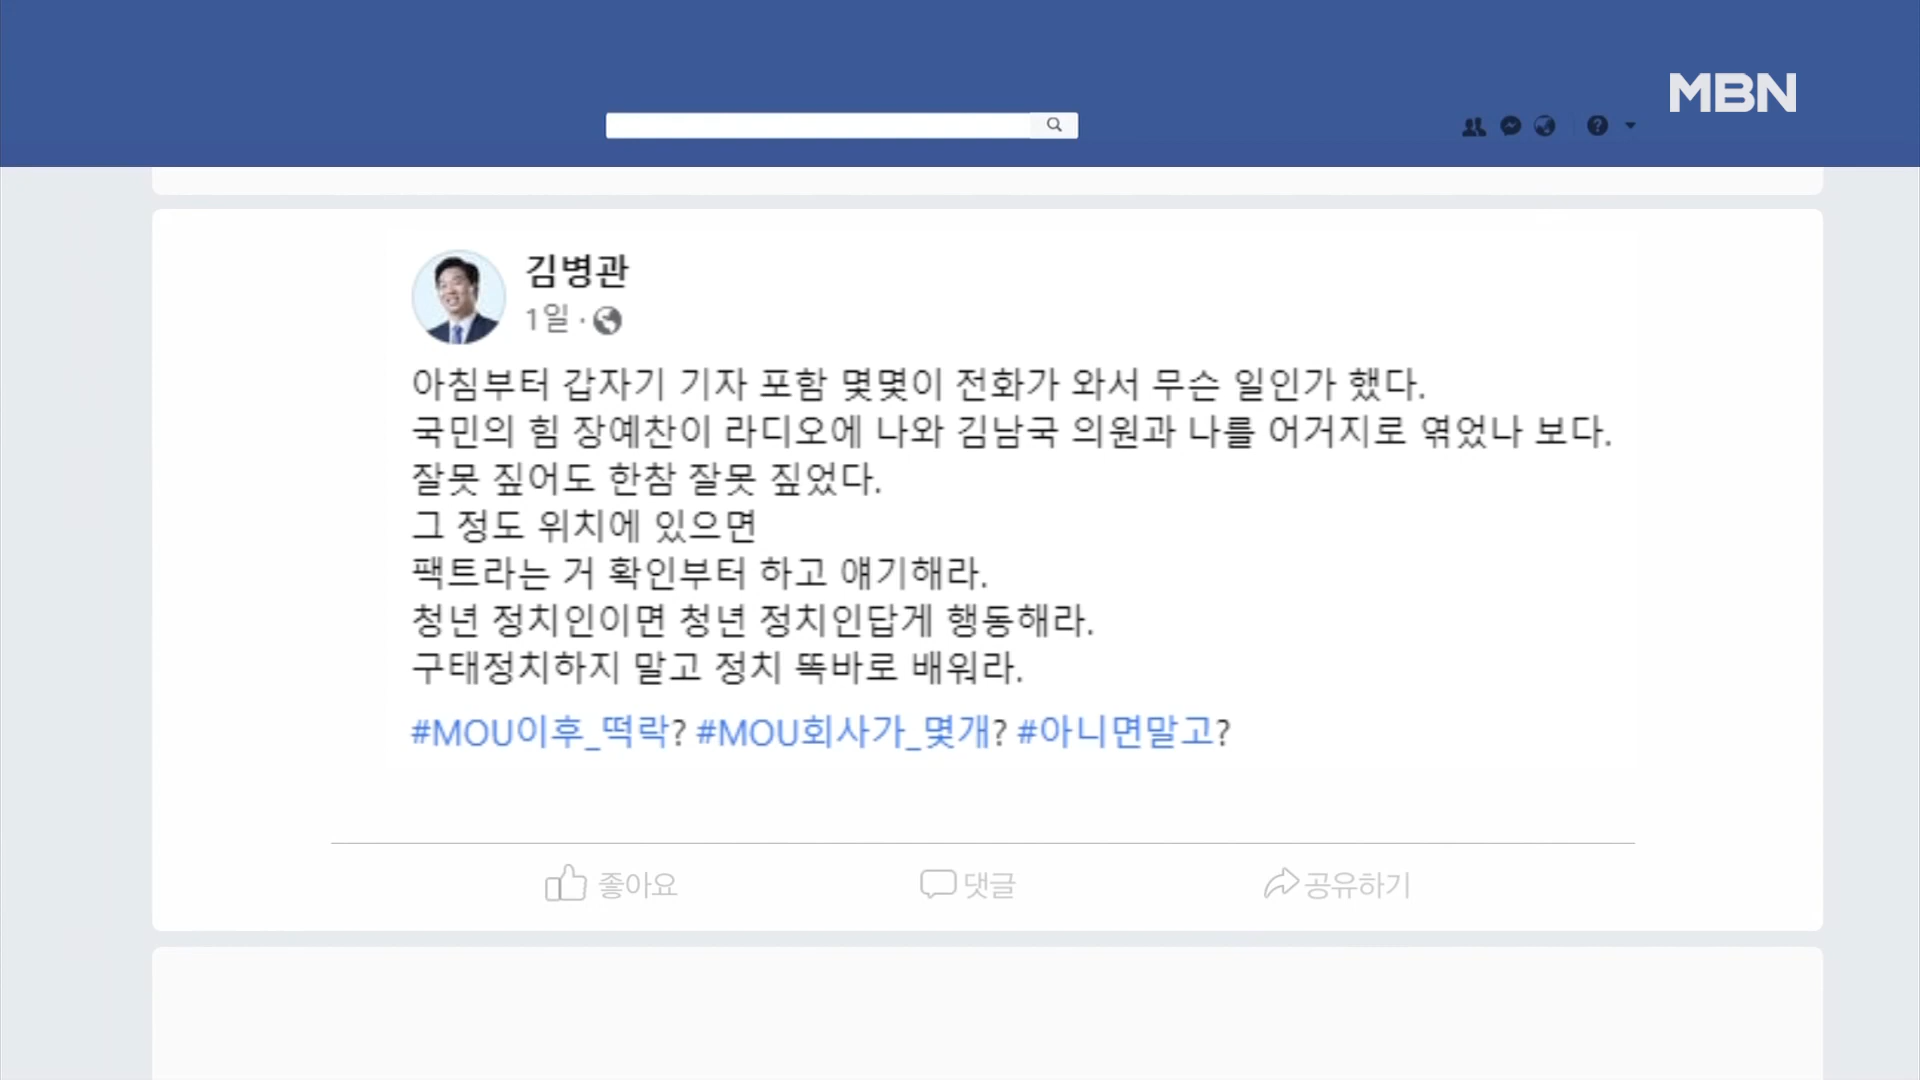 MBN
김병관
1일 ·
아침부터 갑자기 기자 포함 몇몇이 전화가 와서 무슨 일인가 했다.
국민의 힘 장예찬이 라디오에 나와 김남국 의원과 나를 어거지로 엮었나 보다.
잘못 짚어도 한참 잘못 짚었다.
그 정도 위치에 있으면
팩트라는 거 확인부터 하고 얘기해라.
청년 정치인이면 청년 정치인답게 행동해라.
구태정치하지 말고 정치 똑바로 배워라.
#MOU이후_떡락? #MOU회사가_몇개? #아니면말고?
좋아요 댓글 공유하기